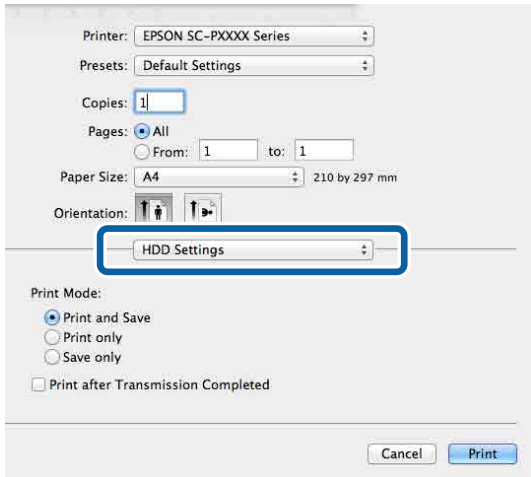 Printer: EPSON SC-PXXXX Series
Presets: Default Settings
Copies: 1
Pages: All
From: 1 to: 1
Paper Size: A4 210 by 297 mm
Orientation:
HDD Settings
Print Mode:
Print and Save
Print only
Save only
Print after Transmission Completed
Cancel Print